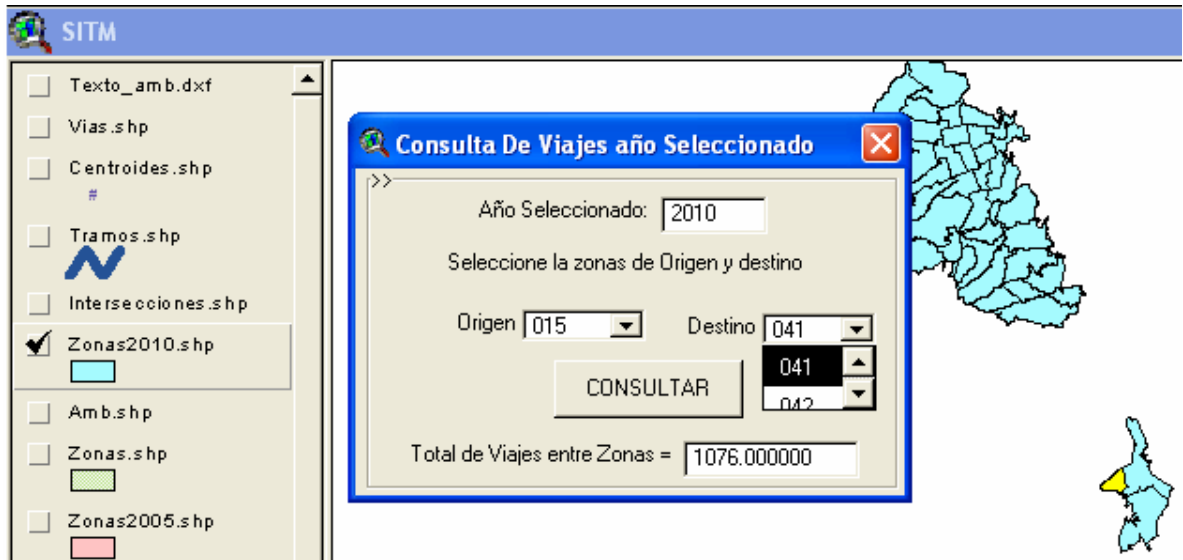 SITM
Texto_amb.dxf
Vias.shp
Centroides.shp
#
Tramos.shp
Intersecciones.shp
Zonas2010.shp
Amb.shp
Zonas.shp
Zonas2005.shp
Consulta De Viajes año Seleccionado
>>
Año Seleccionado: 2010
Seleccione la zonas de Origen y destino
Origen 015 Destino 041
041
042
CONSULTAR
Total de Viajes entre Zonas = 1076.000000